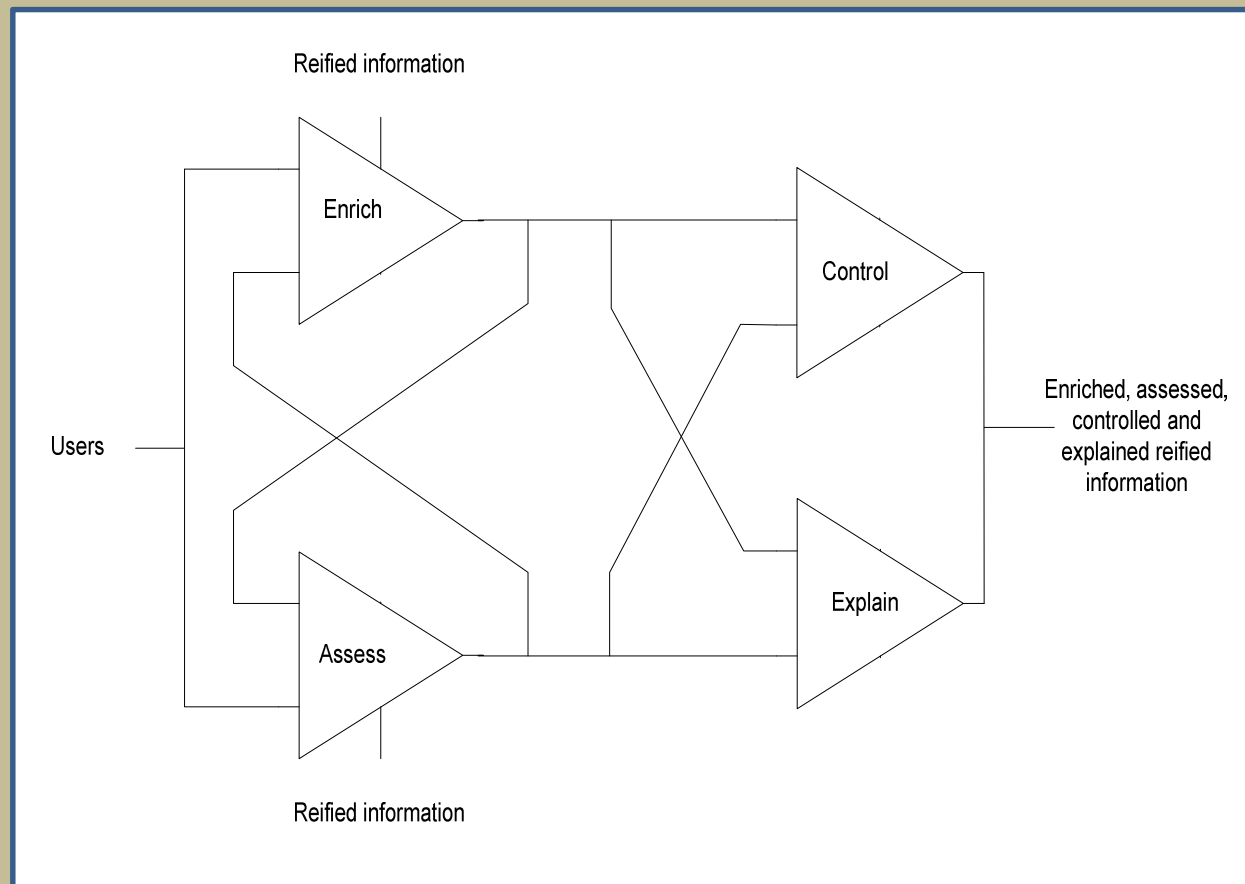 Reified information
Enrich
Control
Enriched, assessed,
controlled and
explained reified
information
Users
Explain
Assess
Reified information